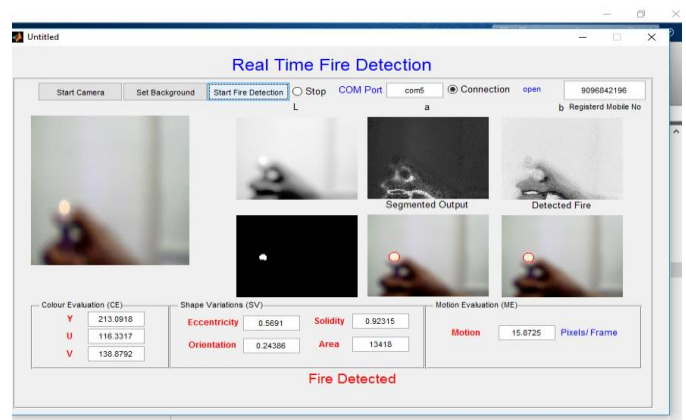 Untitled
Real Time Fire Detection
Start Camera Set Background Start Fire Detection Stop COM Port com5 Connection open 9096842196
L a b Registerd Mobile No
Segmented Output Detected Fire
Colour Evaluation (CE) Shape Variations (SV) Motion Evaluation (ME)
Y 213.0918 Eccentricity 0.5691 Solidity 0.92315
U 116.3317 Motion 15.8725 Pixels/ Frame
V 138.8792 Orientation 0.24386 Area 13418
Fire Detected